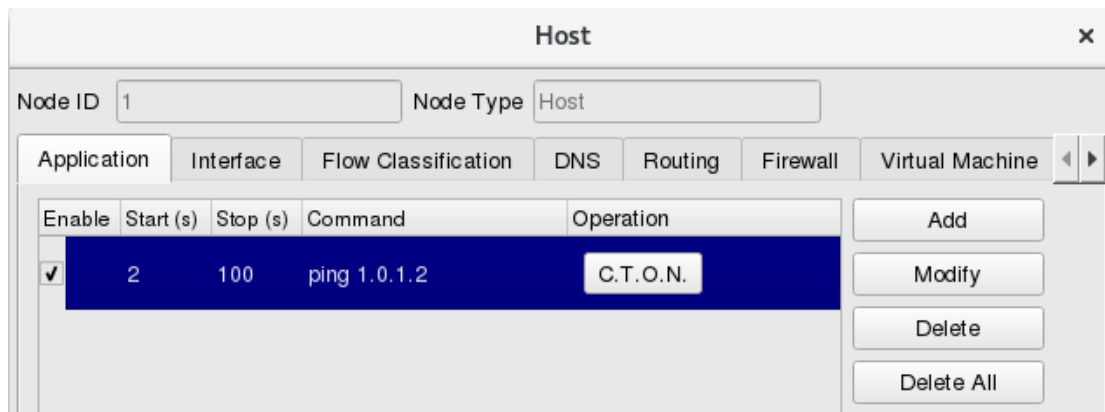 Host
Node ID 1 Node Type Host
Application Interface Flow Classification DNS Routing Firewall Virtual Machine
Enable Start (s) Stop (s) Command Operation Add
2 100 ping 1.0.1.2 C.T.O.N. Modify
Delete
Delete All